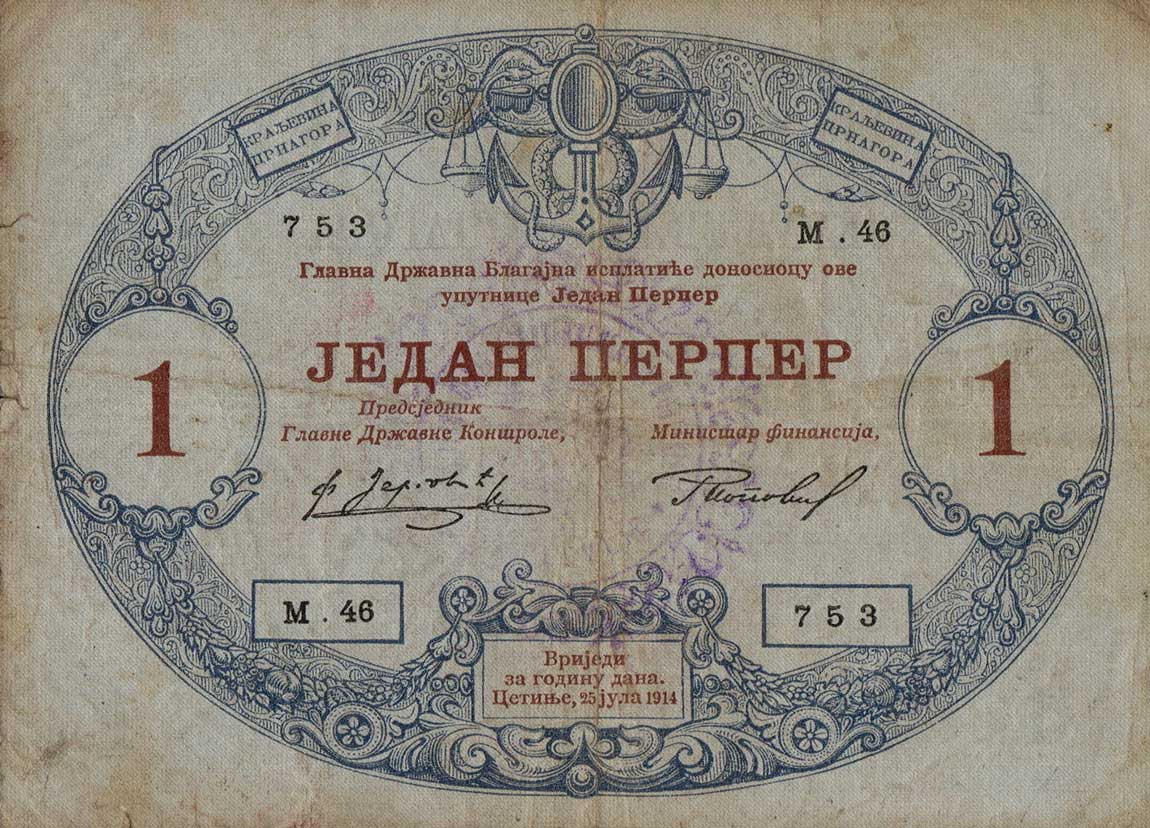 КРАЉЕВИНА
ЦРНАГОРА
КРАЉЕВИНА
ЦРНАГОРА
753
М. 46
Главна Државна Благајна исплатиће доносиоцу ове
упутнице Један Перпер
ЈЕДАН ПЕРПЕР
Предсједник
Главне Државне Контроле,
Министар финансија,
1
1
М. 46
753
Вриједи
за годину дана.
Цетиње, 25 јула 1914